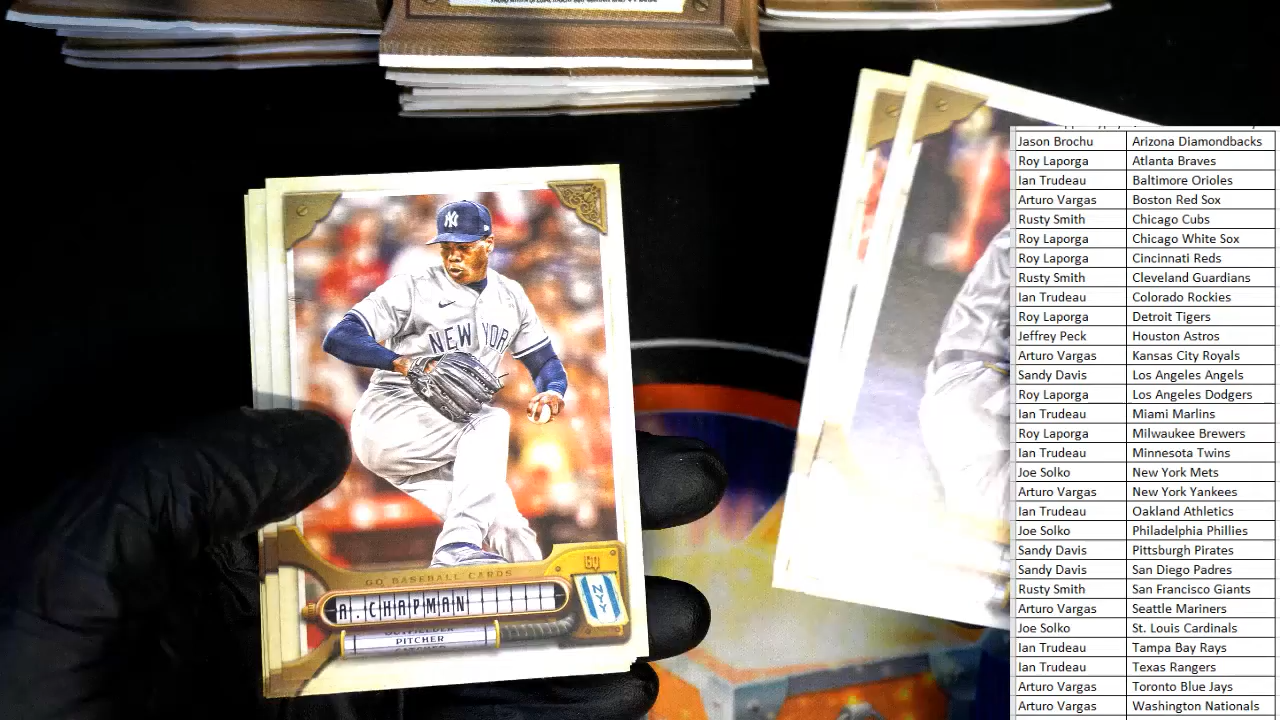 Jason Brochu Arizona Diamondbacks
Roy Laporga Atlanta Braves
Ian Trudeau Baltimore Orioles
Arturo Vargas Boston Red Sox
Rusty Smith Chicago Cubs
Roy Laporga Chicago White Sox
Roy Laporga Cincinnati Reds
Rusty Smith Cleveland Guardians
Ian Trudeau Colorado Rockies
Roy Laporga Detroit Tigers
Jeffrey Peck Houston Astros
Arturo Vargas Kansas City Royals
Sandy Davis Los Angeles Angels
Roy Laporga Los Angeles Dodgers
Ian Trudeau Miami Marlins
Roy Laporga Milwaukee Brewers
Ian Trudeau Minnesota Twins
Joe Solko New York Mets
Arturo Vargas New York Yankees
Ian Trudeau Oakland Athletics
Joe Solko Philadelphia Phillies
Sandy Davis Pittsburgh Pirates
Sandy Davis San Diego Padres
Rusty Smith San Francisco Giants
Arturo Vargas Seattle Mariners
Joe Solko St. Louis Cardinals
Ian Trudeau Tampa Bay Rays
Ian Trudeau Texas Rangers
Arturo Vargas Toronto Blue Jays
Arturo Vargas Washington Nationals
NY
NEW YOR
GQ BASEBALL CARDS
GQ
A. CHAPMAN
NYY
PITCHER